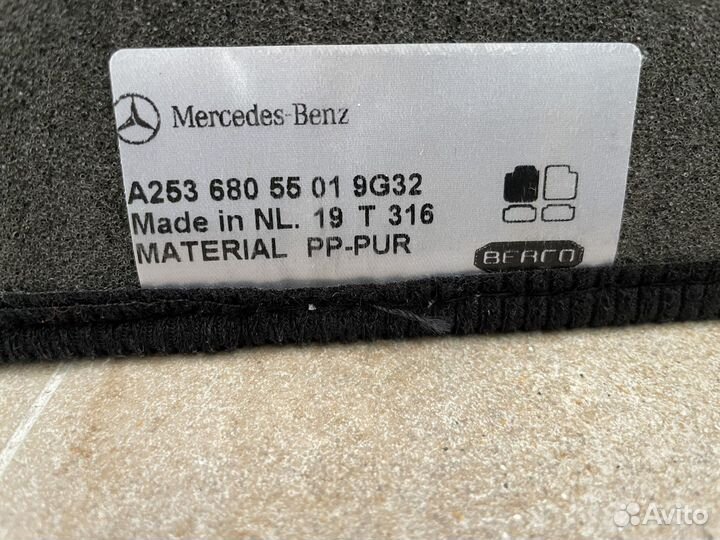 Mercedes-Benz
A253 680 55 01 9G32
Made in NL. 19 T 316
MATERIAL PP-PUR
BERCO
Avito